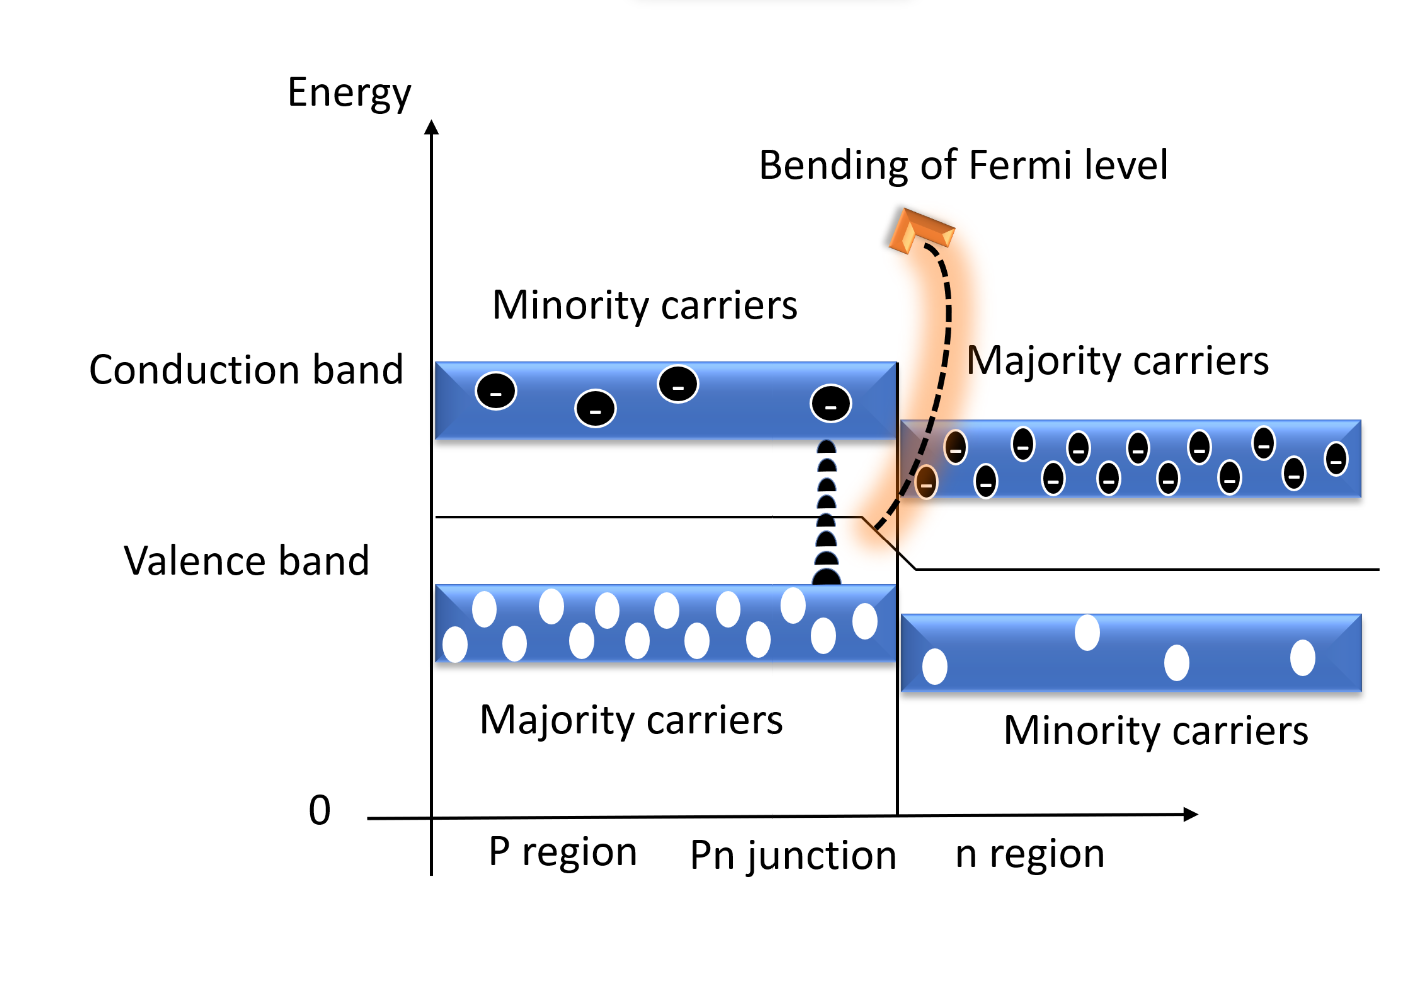 Energy
Bending of Fermi level
Minority carriers
Conduction band
Majority carriers
Valence band
Majority carriers
Minority carriers
0
P region
Pn junction
n region